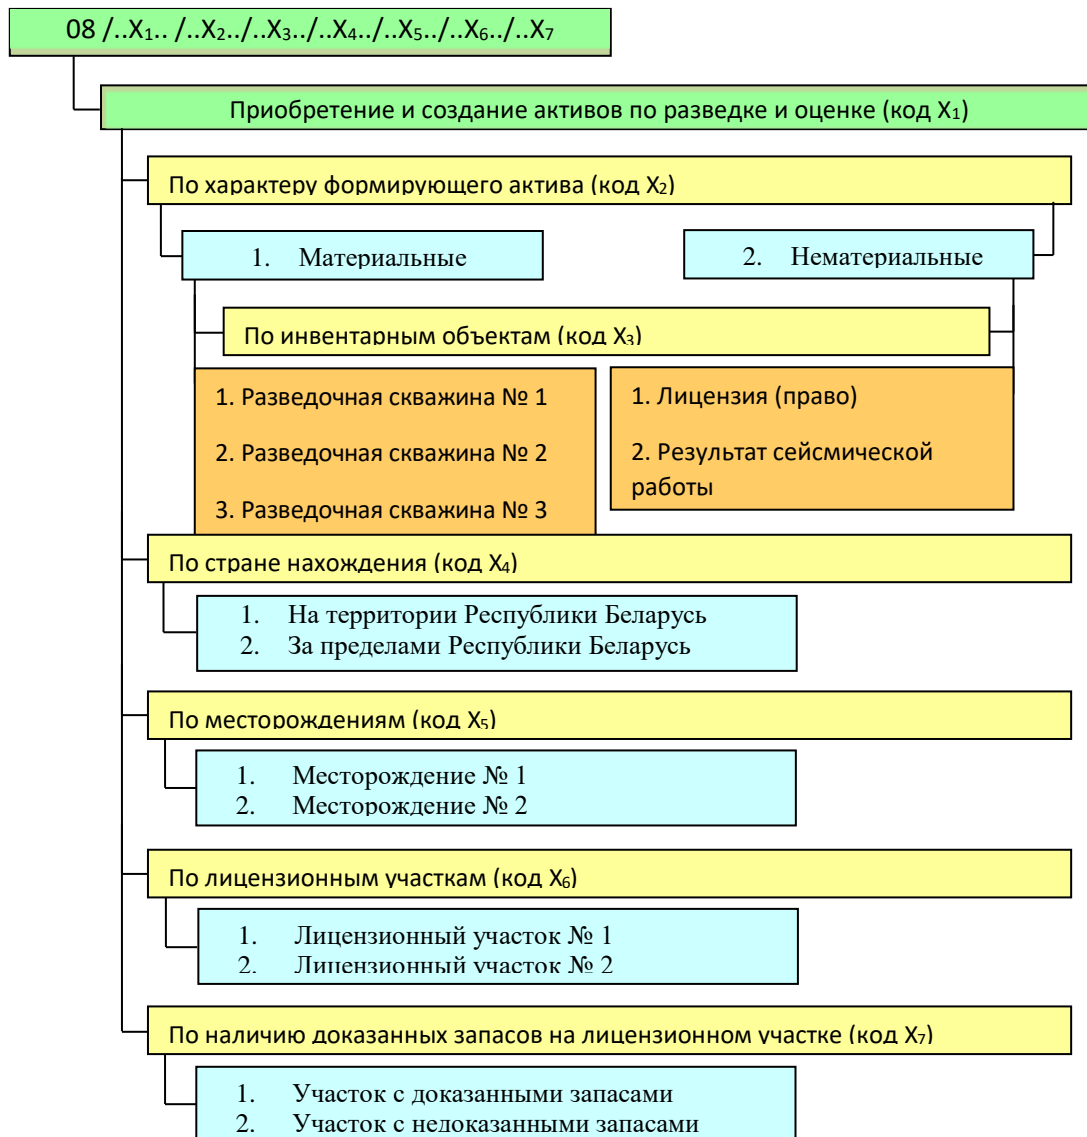 08 /..X₁.. /..X₂../..X₃../..X₄../..X₅../..X₆../..X₇
Приобретение и создание активов по разведке и оценке (код X₁)
По характеру формирующего актива (код X₂)
1. Материальные
2. Нематериальные
По инвентарным объектам (код X₃)
1. Разведочная скважина № 1
2. Разведочная скважина № 2
3. Разведочная скважина № 3
1. Лицензия (право)
2. Результат сейсмической
работы
По стране нахождения (код X₄)
1. На территории Республики Беларусь
2. За пределами Республики Беларусь
По месторождениям (код X₅)
1. Месторождение № 1
2. Месторождение № 2
По лицензионным участкам (код X₆)
1. Лицензионный участок № 1
2. Лицензионный участок № 2
По наличию доказанных запасов на лицензионном участке (код X₇)
1. Участок с доказанными запасами
2. Участок с недоказанными запасами